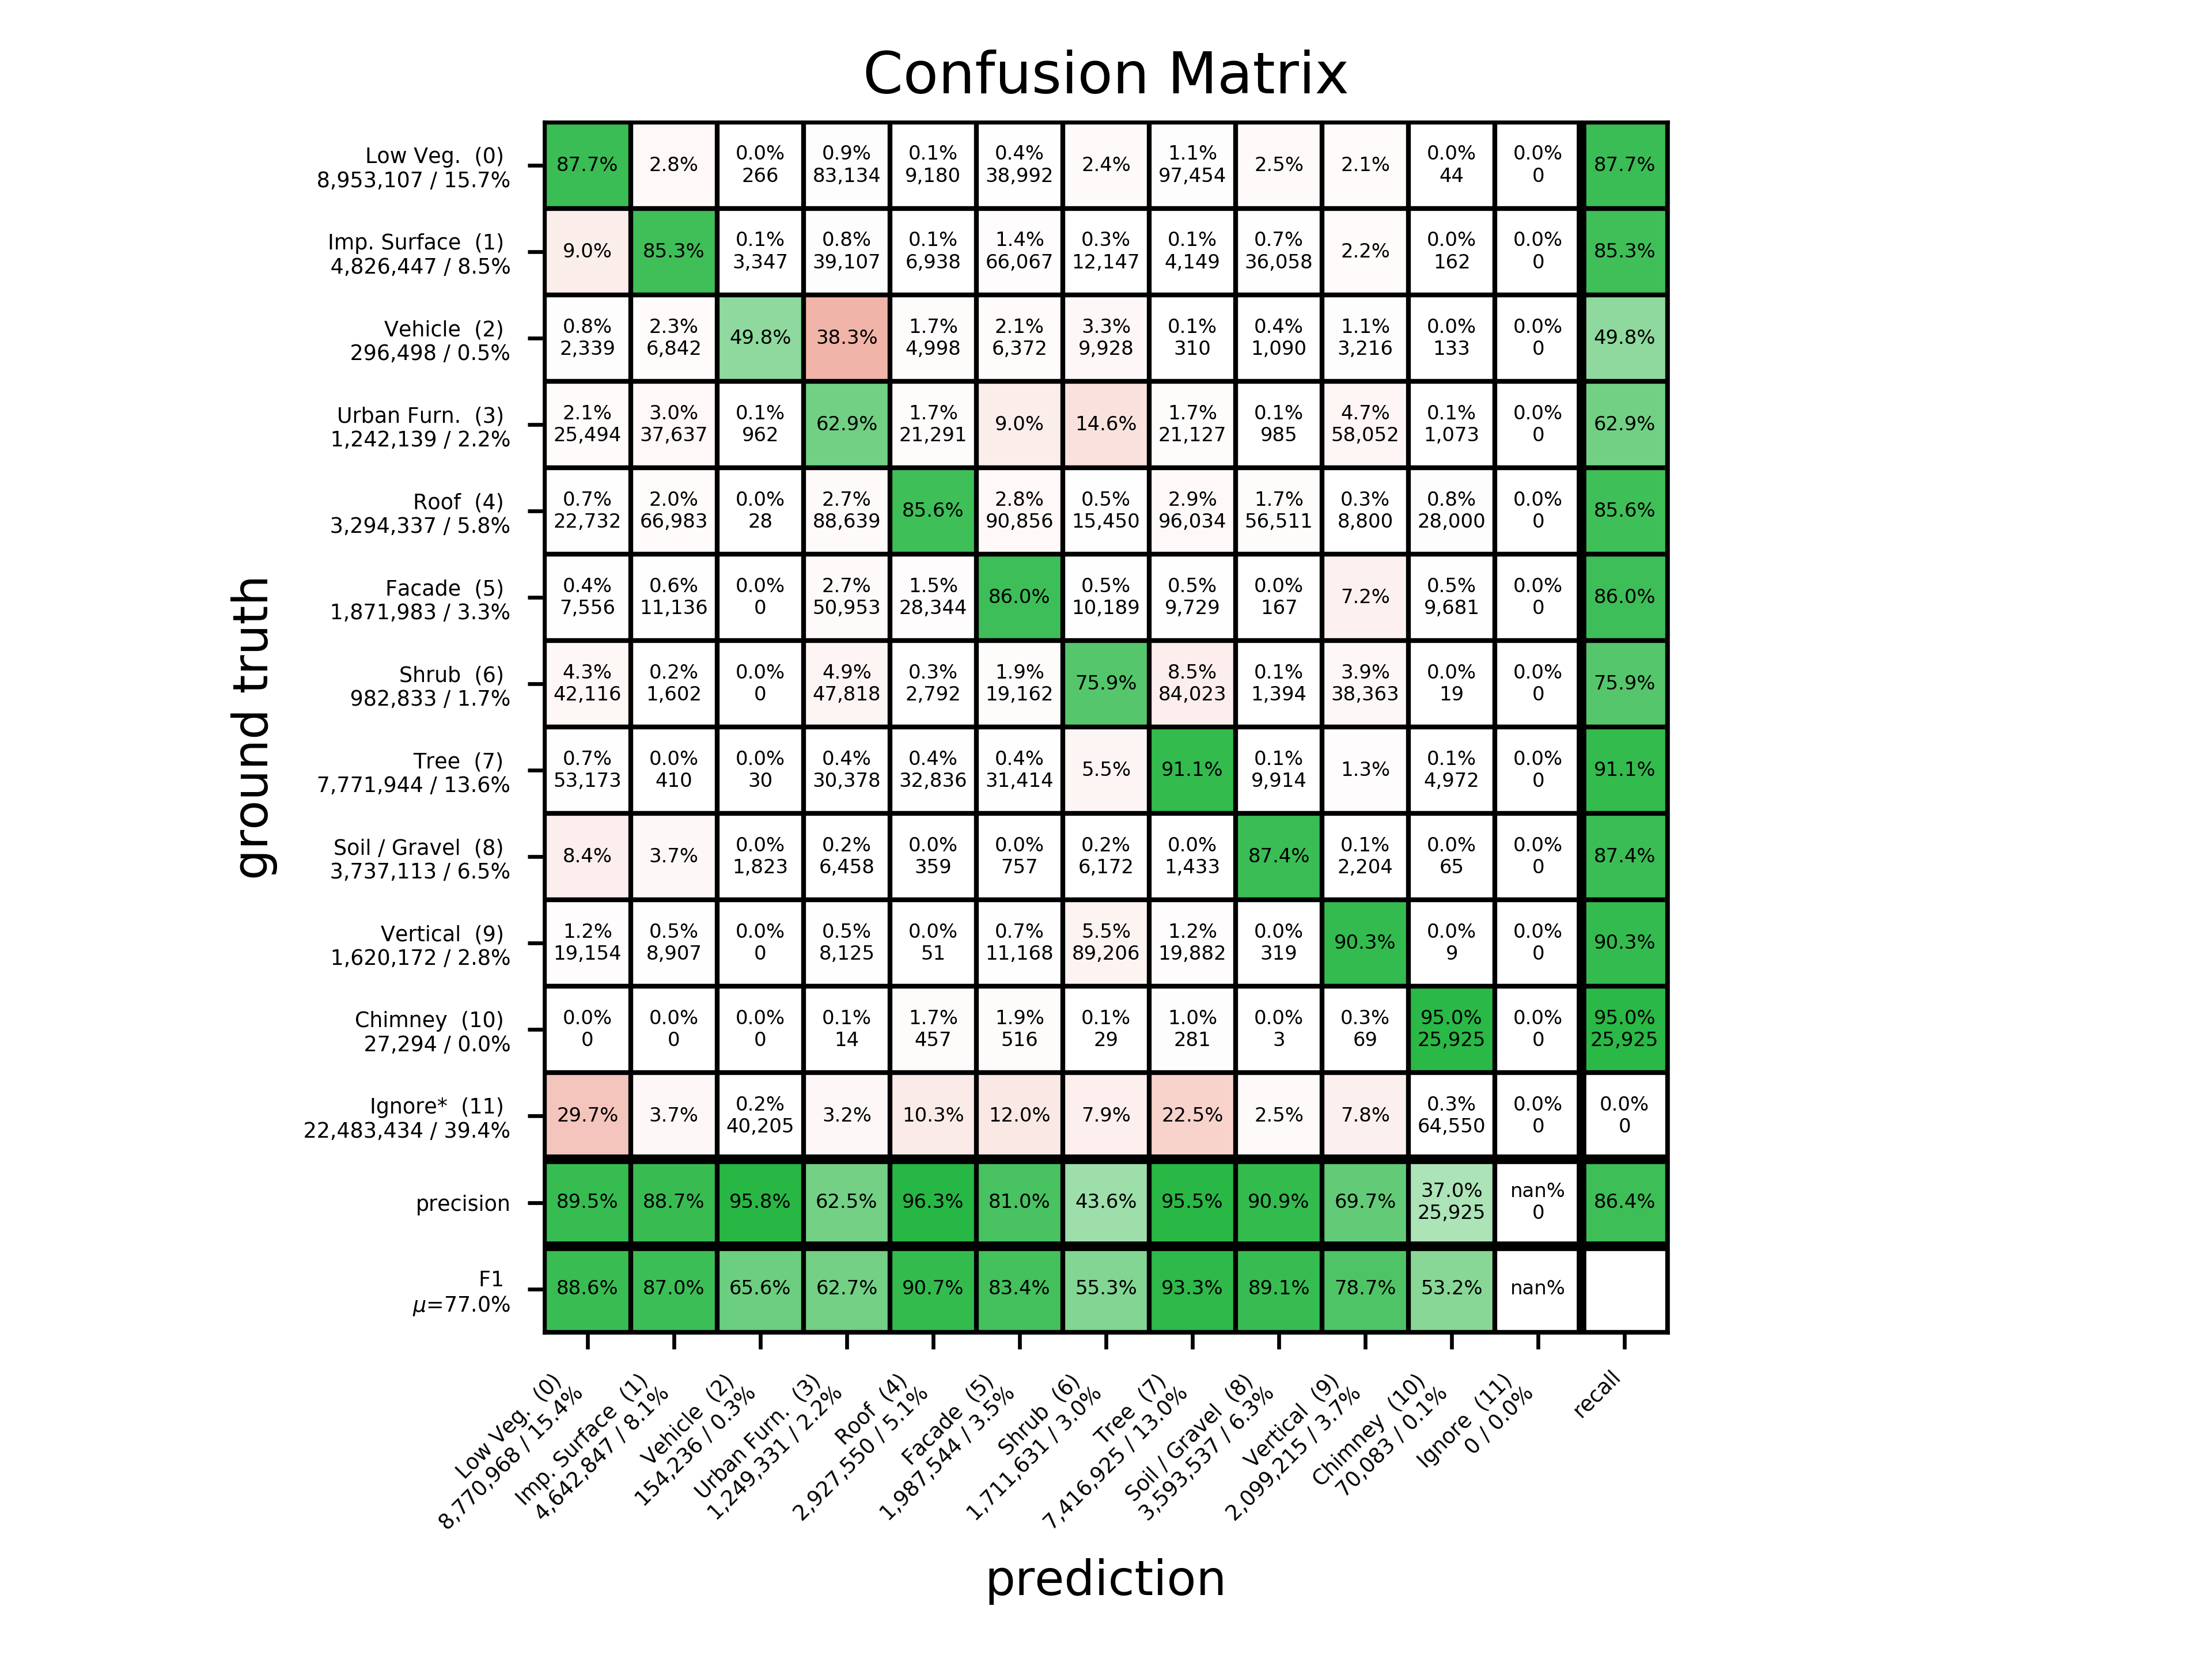 Confusion Matrix
Low Veg. (0)
8,953,107 / 15.7%
87.7% 2.8% 0.0% 0.9% 0.1% 0.4% 2.4% 1.1% 2.5% 2.1% 0.0% 0.0% 87.7%
266 83,134 9,180 38,992 97,454 44 0
Imp. Surface (1)
4,826,447 / 8.5%
9.0% 85.3% 0.1% 0.8% 0.1% 1.4% 0.3% 0.1% 0.7% 2.2% 0.0% 0.0% 85.3%
3,347 39,107 6,938 66,067 12,147 4,149 36,058 162 0
Vehicle (2)
296,498 / 0.5%
0.8% 2.3% 49.8% 38.3% 1.7% 2.1% 3.3% 0.1% 0.4% 1.1% 0.0% 0.0% 49.8%
2,339 6,842 4,998 6,372 9,928 310 1,090 3,216 133 0
Urban Furn. (3)
1,242,139 / 2.2%
2.1% 3.0% 0.1% 62.9% 1.7% 9.0% 14.6% 1.7% 0.1% 4.7% 0.1% 0.0% 62.9%
25,494 37,637 962 21,291 21,127 985 58,052 1,073 0
Roof (4)
3,294,337 / 5.8%
0.7% 2.0% 0.0% 2.7% 85.6% 2.8% 0.5% 2.9% 1.7% 0.3% 0.8% 0.0% 85.6%
22,732 66,983 28 88,639 90,856 15,450 96,034 56,511 8,800 28,000 0
Facade (5)
1,871,983 / 3.3%
0.4% 0.6% 0.0% 2.7% 1.5% 86.0% 0.5% 0.5% 0.0% 7.2% 0.5% 0.0% 86.0%
7,556 11,136 0 50,953 28,344 10,189 9,729 167 9,681 0
Shrub (6)
982,833 / 1.7%
4.3% 0.2% 0.0% 4.9% 0.3% 1.9% 75.9% 8.5% 0.1% 3.9% 0.0% 0.0% 75.9%
42,116 1,602 0 47,818 2,792 19,162 84,023 1,394 38,363 19 0
Tree (7)
7,771,944 / 13.6%
0.7% 0.0% 0.0% 0.4% 0.4% 0.4% 5.5% 91.1% 0.1% 1.3% 0.1% 0.0% 91.1%
53,173 410 30 30,378 32,836 31,414 9,914 4,972 0
Soil / Gravel (8)
3,737,113 / 6.5%
8.4% 3.7% 0.0% 0.2% 0.0% 0.0% 0.2% 0.0% 87.4% 0.1% 0.0% 0.0% 87.4%
1,823 6,458 359 757 6,172 1,433 2,204 65 0
Vertical (9)
1,620,172 / 2.8%
1.2% 0.5% 0.0% 0.5% 0.0% 0.7% 5.5% 1.2% 0.0% 90.3% 0.0% 0.0% 90.3%
19,154 8,907 0 8,125 51 11,168 89,206 19,882 319 9 0
Chimney (10)
27,294 / 0.0%
0.0% 0.0% 0.0% 0.1% 1.7% 1.9% 0.1% 1.0% 0.0% 0.3% 95.0% 0.0% 95.0%
0 0 0 14 457 516 29 281 3 69 25,925 0 25,925
Ignore* (11)
22,483,434 / 39.4%
29.7% 3.7% 0.2% 3.2% 10.3% 12.0% 7.9% 22.5% 2.5% 7.8% 0.3% 0.0% 0.0%
40,205 64,550 0 0
precision
89.5% 88.7% 95.8% 62.5% 96.3% 81.0% 43.6% 95.5% 90.9% 69.7% 37.0% nan% 86.4%
25,925 0
F1
μ=77.0%
88.6% 87.0% 65.6% 62.7% 90.7% 83.4% 55.3% 93.3% 89.1% 78.7% 53.2% nan%
ground truth
Low Veg. (0)
8,770,968 / 15.4%
Imp. Surface (1)
4,642,847 / 8.1%
Vehicle (2)
154,236 / 0.3%
Urban Furn. (3)
1,249,331 / 2.2%
Roof (4)
2,927,550 / 5.1%
Facade (5)
1,987,544 / 3.5%
Shrub (6)
1,711,631 / 3.0%
Tree (7)
7,416,925 / 13.0%
Soil / Gravel (8)
3,593,537 / 6.3%
Vertical (9)
2,099,215 / 3.7%
Chimney (10)
70,083 / 0.1%
Ignore (11)
0 / 0.0%
recall
prediction